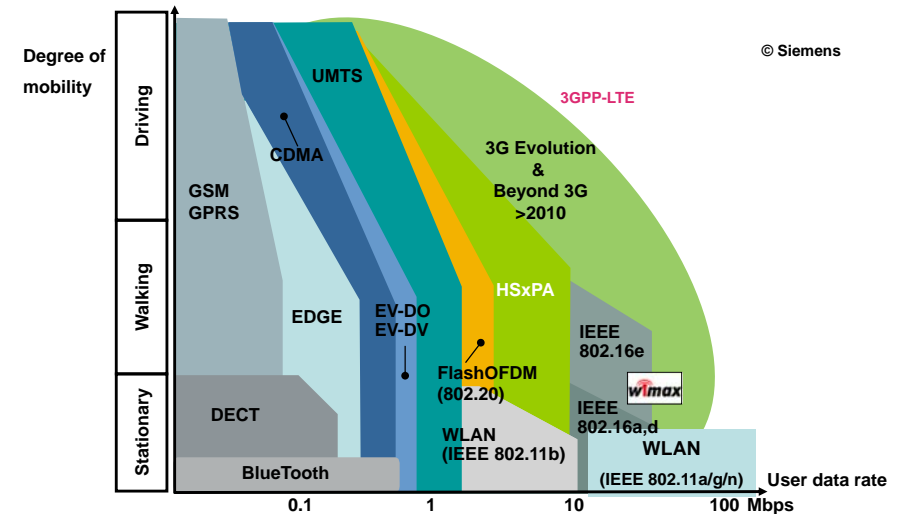 Degree of
mobility
© Siemens
Driving
Walking
Stationary
UMTS
3GPP-LTE
CDMA
3G Evolution
&
Beyond 3G
>2010
GSM
GPRS
EDGE
EV-DO
EV-DV
HSxPA
IEEE
802.16e
FlashOFDM
(802.20)
wimax
IEEE
802.16a,d
DECT
WLAN
(IEEE 802.11b)
WLAN
(IEEE 802.11a/g/n)
BlueTooth
User data rate
0.1
1
10
100 Mbps